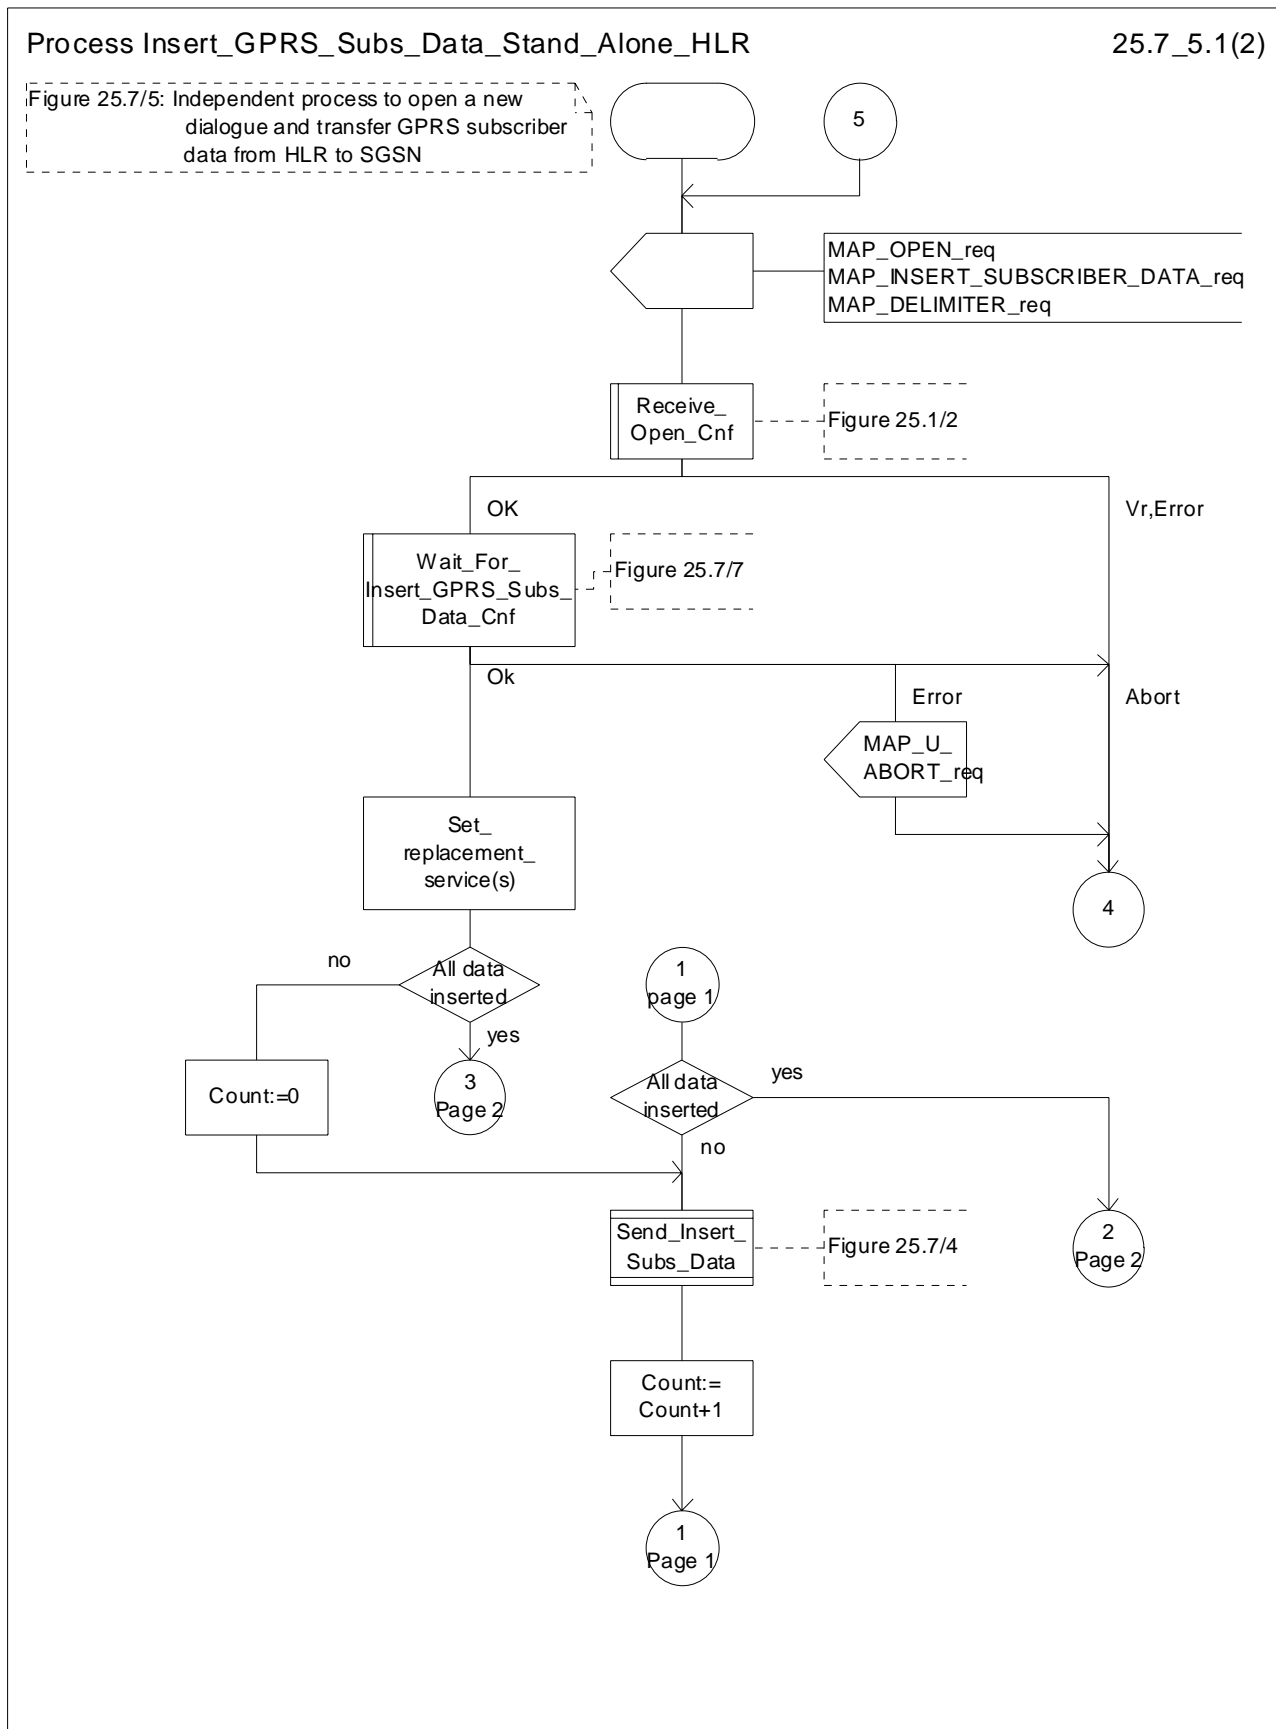 Process Insert_GPRS_Subs_Data_Stand_Alone_HLR
25.7_5.1(2)
Figure 25.7/5: Independent process to open a new
dialogue and transfer GPRS subscriber
data from HLR to SGSN
5
MAP_OPEN_req
MAP_INSERT_SUBSCRIBER_DATA_req
MAP_DELIMITER_req
Receive_
Open_Cnf
Figure 25.1/2
OK
Vr,Error
Wait_For_
Insert_GPRS_Subs_
Data_Cnf
Figure 25.7/7
Ok
Error
Abort
MAP_U_
ABORT_req
Set_
replacement_
service(s)
4
no
All data
inserted
yes
1
page 1
Count:=0
3
Page 2
All data
inserted
yes
no
Send_Insert_
Subs_Data
Figure 25.7/4
2
Page 2
Count:=
Count+1
1
Page 1